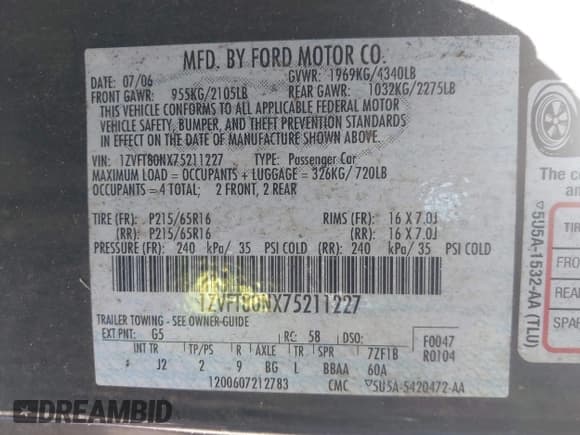 MFD. BY FORD MOTOR CO.
DATE: 07/06 GVWR: 1969KG/4340LB
FRONT GAWR: 955KG/2105LB REAR GAWR: 1032KG/2275LB
THIS VEHICLE CONFORMS TO ALL APPLICABLE FEDERAL MOTOR
VEHICLE SAFETY, BUMPER, AND THEFT PREVENTION STANDARDS
IN EFFECT ON THE DATE OF MANUFACTURE SHOWN ABOVE.
VIN: 1ZVFT80NX75211227 TYPE: Passenger Car
MAXIMUM LOAD = OCCUPANTS + LUGGAGE = 326KG/ 720LB
OCCUPANTS = 4 TOTAL; 2 FRONT, 2 REAR
TIRE (FR): P215/65R16 RIMS (FR): 16 X 7.0J
(RR): P215/65R16 (RR): 16 X 7.0J
PRESSURE (FR): 240 kPa/ 35 PSI COLD (RR): 240 kPa/ 35 PSI COLD
1ZVFT80NX75211227
TRAILER TOWING - SEE OWNER-GUIDE
EXT PNT: G5 RC: 58 DSO: F0047
INT TR TP/PS R AXLE TR SPR 7ZF1B R0104
# J2 2 9 BG L BBAA 60A
1200607212783 CMC ▽5U5A-5420472-AA
▽5U5A-1532-AA (TLU)
The co
an
TIR
FRO
REAR
SPAR
DREAMBID